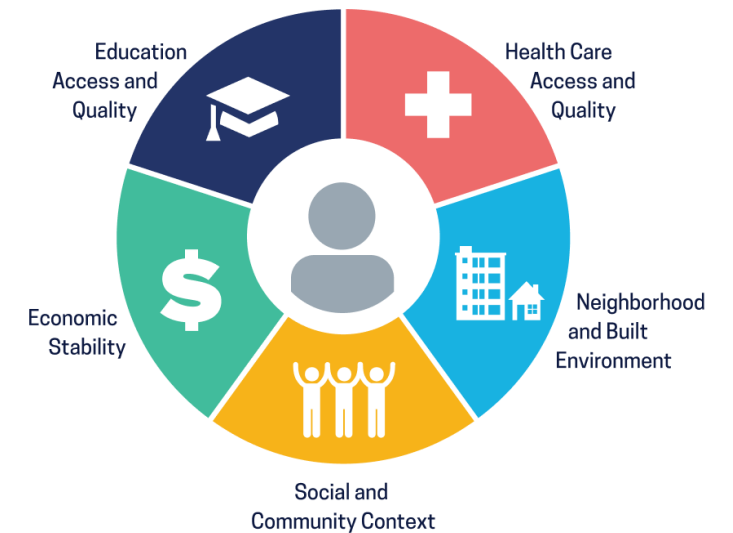 Education
Access and
Quality
Health Care
Access and
Quality
Economic
Stability
Neighborhood
and Built
Environment
Social and
Community Context